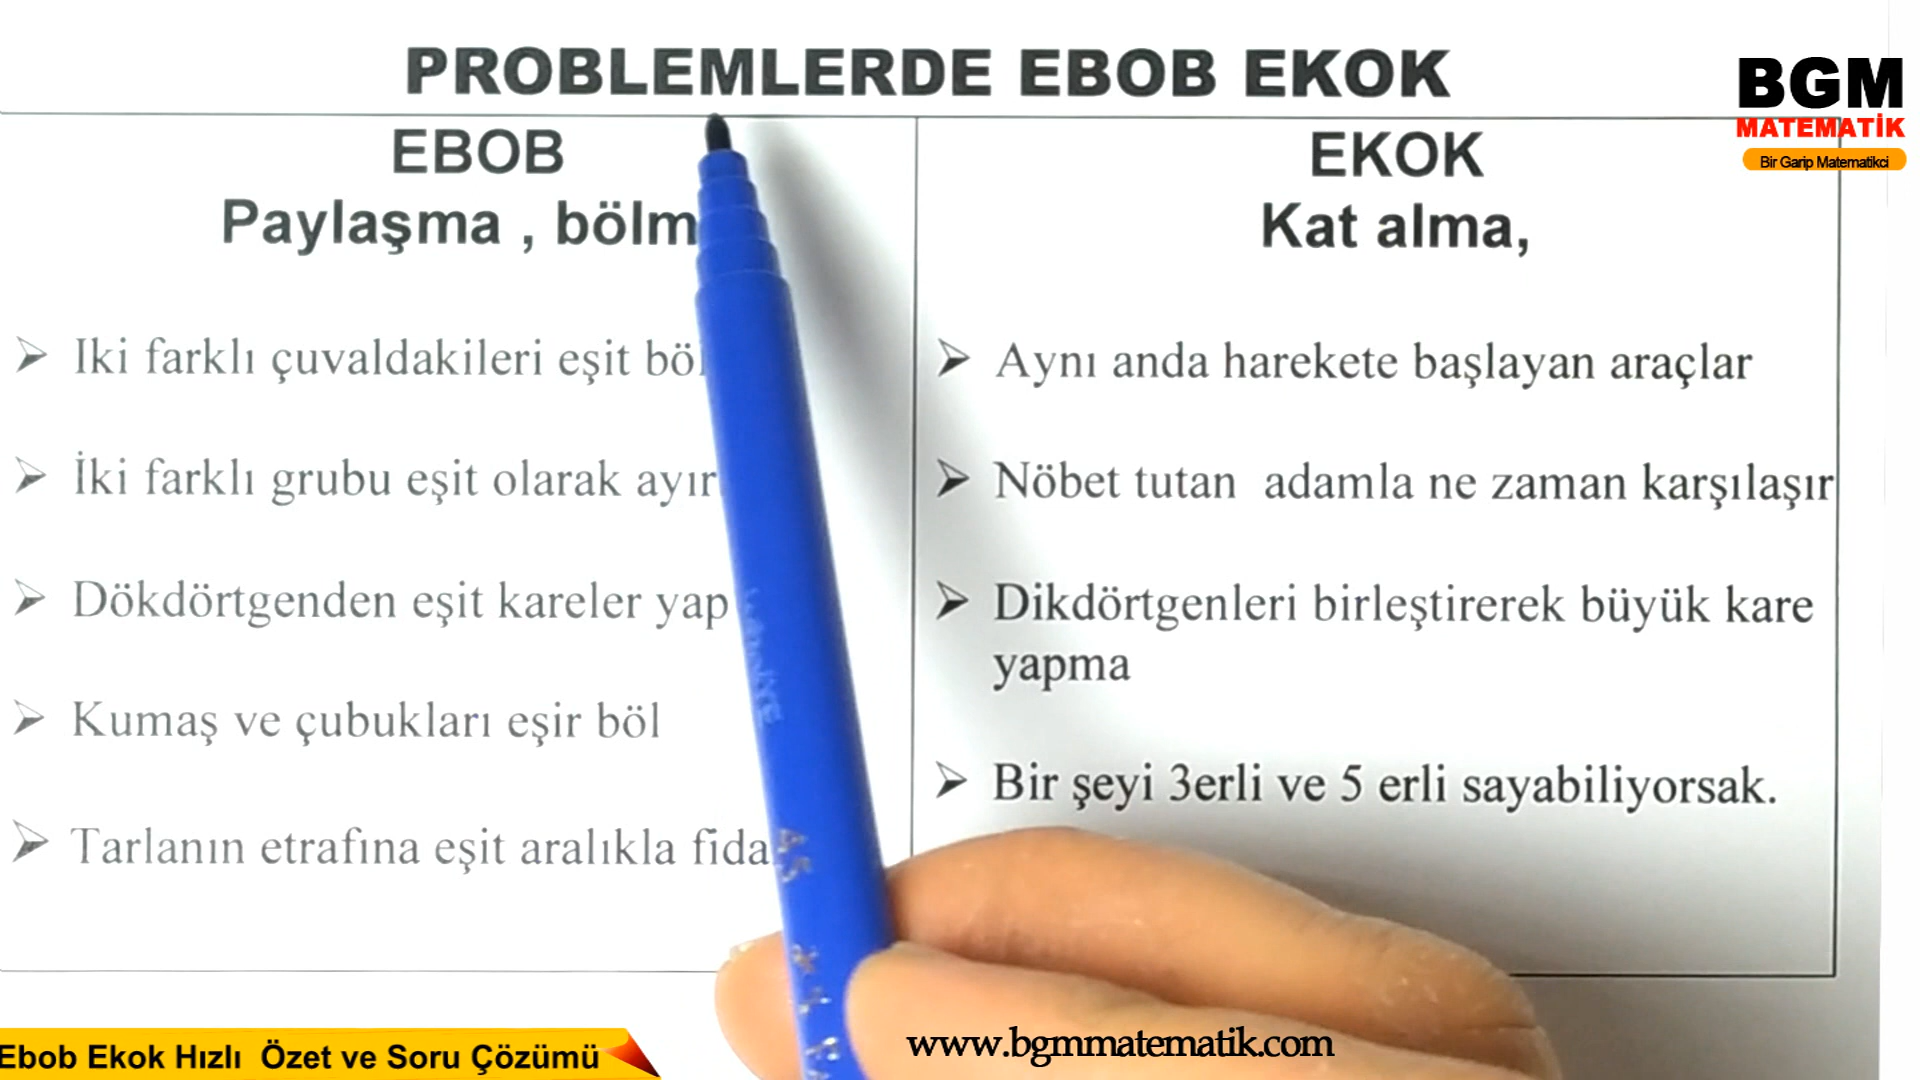 PROBLEMLERDE EBOB EKOK
BGM
MATEMATİK
Bir Garip Matematikci
EBOB
Paylaşma , bölm
Iki farklı çuvaldakileri eşit böl
İki farklı grubu eşit olarak ayır
Dökdörtgenden eşit kareler yap
Kumaş ve çubukları eşir böl
Tarlanın etrafına eşit aralıkla fida
EKOK
Kat alma,
Aynı anda harekete başlayan araçlar
Nöbet tutan adamla ne zaman karşılaşır
Dikdörtgenleri birleştirerek büyük kare
yapma
Bir şeyi 3erli ve 5 erli sayabiliyorsak.
45
Ebob Ekok Hızlı Özet ve Soru Çözümü
www.bgmmatematik.com